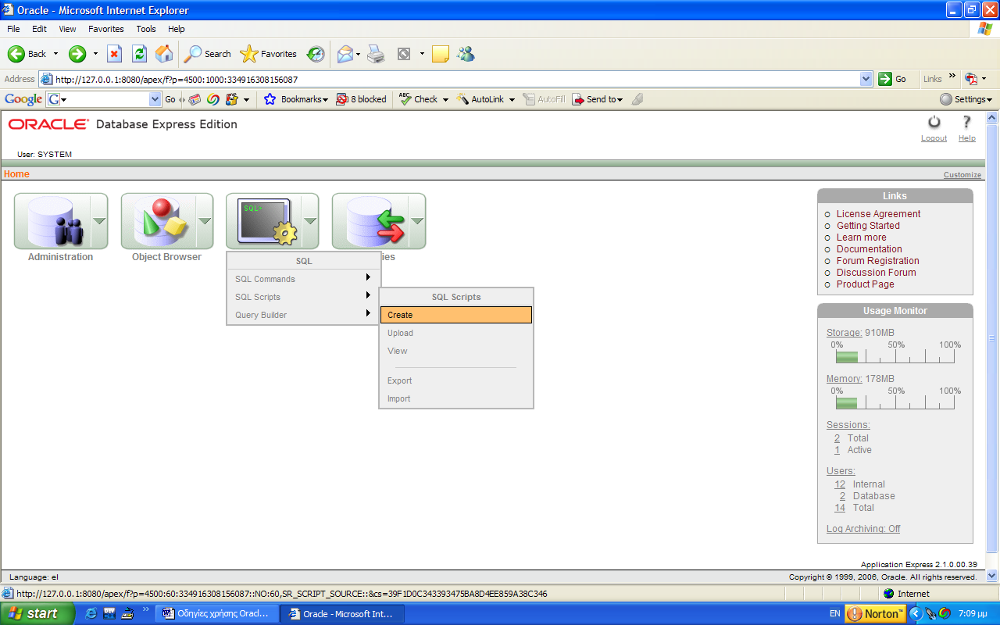 Oracle - Microsoft Internet Explorer
File Edit View Favorites Tools Help
Back Search Favorites
Address http://127.0.0.1:8080/apex/f?p=4500:1000:334916308156087 Go Links »
Google G Go Bookmarks 8 blocked ABC Check AutoLink AutoFill Send to Settings
ORACLE Database Express Edition
Logout Help
User: SYSTEM
Home Customize
SQL>
Administration Object Browser ies
SQL
SQL Commands
SQL Scripts
Query Builder
SQL Scripts
Create
Upload
View
Export
Import
Links
License Agreement
Getting Started
Learn more
Documentation
Forum Registration
Discussion Forum
Product Page
Usage Monitor
Storage: 910MB
0% 50% 100%
Memory: 178MB
0% 50% 100%
Sessions:
2 Total
1 Active
Users:
12 Internal
2 Database
14 Total
Log Archiving: Off
Application Express 2.1.0.00.39
Language: el Copyright © 1999, 2006, Oracle. All rights reserved.
http://127.0.0.1:8080/apex/f?p=4500:60:334916308156087::NO:60,SR_SCRIPT_SOURCE::&cs=39F1D0C343393475BA8D4EE859A38C346 Internet
start » Οδηγίες χρήσης Oracl... Oracle - Microsoft Int... EN Norton™ 7:09 μμ